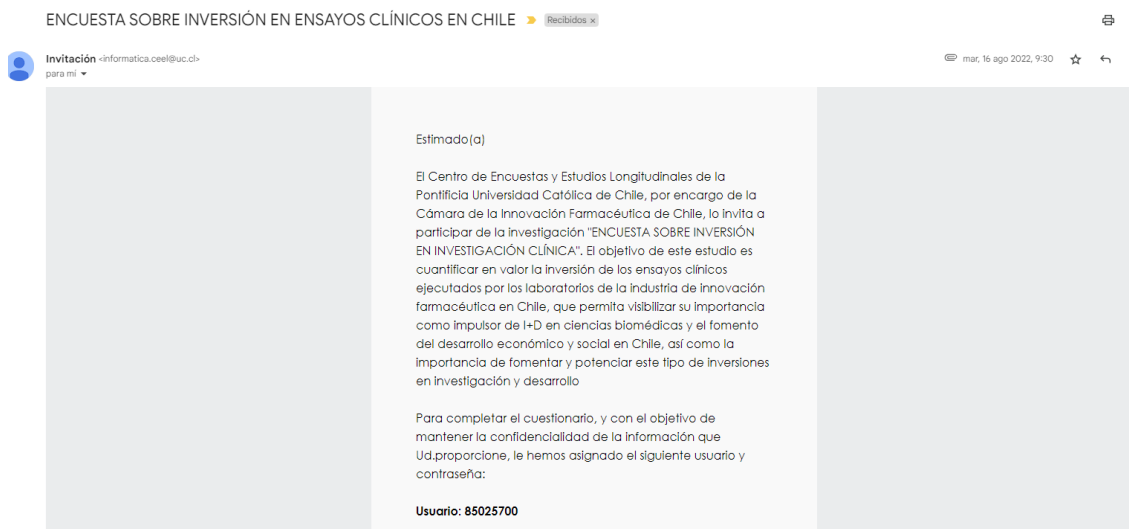 ENCUESTA SOBRE INVERSIÓN EN ENSAYOS CLÍNICOS EN CHILE Recibidos x
Invitación <informatica.ceel@uc.cl>
mar, 16 ago 2022, 9:30
para mí
Estimado(a)
El Centro de Encuestas y Estudios Longitudinales de la
Pontificia Universidad Católica de Chile, por encargo de la
Cámara de la Innovación Farmacéutica de Chile, lo invita a
participar de la investigación "ENCUESTA SOBRE INVERSIÓN
EN INVESTIGACIÓN CLÍNICA". El objetivo de este estudio es
cuantificar en valor la inversión de los ensayos clínicos
ejecutados por los laboratorios de la industria de innovación
farmacéutica en Chile, que permita visibilizar su importancia
como impulsor de I+D en ciencias biomédicas y el fomento
del desarrollo económico y social en Chile, así como la
importancia de fomentar y potenciar este tipo de inversiones
en investigación y desarrollo
Para completar el cuestionario, y con el objetivo de
mantener la confidencialidad de la información que
Ud.proporcione, le hemos asignado el siguiente usuario y
contraseña:
Usuario: 85025700